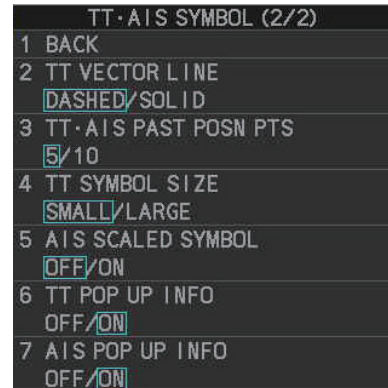 TT·AIS SYMBOL (2/2)
1 BACK
2 TT VECTOR LINE
DASHED/SOLID
3 TT·AIS PAST POSN PTS
5/10
4 TT SYMBOL SIZE
SMALL/LARGE
5 AIS SCALED SYMBOL
OFF/ON
6 TT POP UP INFO
OFF/ON
7 AIS POP UP INFO
OFF/ON